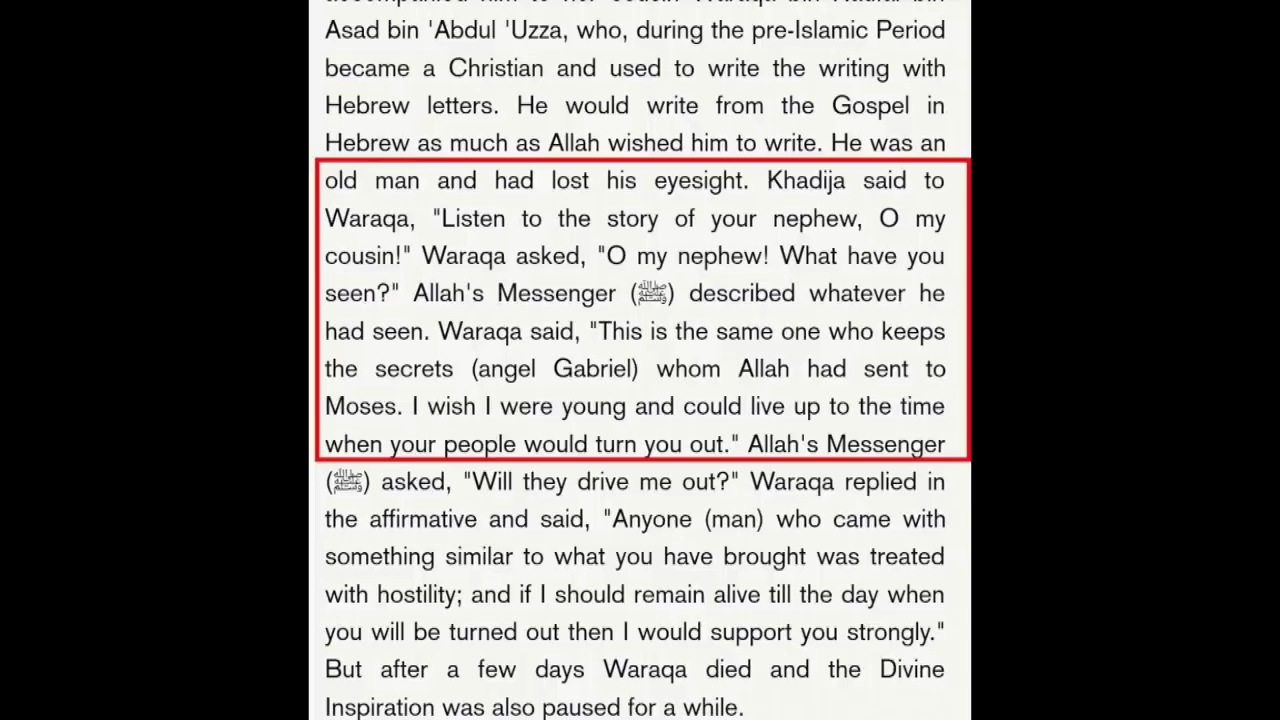 accompanied him to her cousin Waraqa bin Naufal bin
Asad bin 'Abdul 'Uzza, who, during the pre-Islamic Period
became a Christian and used to write the writing with
Hebrew letters. He would write from the Gospel in
Hebrew as much as Allah wished him to write. He was an
old man and had lost his eyesight. Khadija said to
Waraqa, "Listen to the story of your nephew, O my
cousin!" Waraqa asked, "O my nephew! What have you
seen?" Allah's Messenger (ﷺ) described whatever he
had seen. Waraqa said, "This is the same one who keeps
the secrets (angel Gabriel) whom Allah had sent to
Moses. I wish I were young and could live up to the time
when your people would turn you out." Allah's Messenger
(ﷺ) asked, "Will they drive me out?" Waraqa replied in
the affirmative and said, "Anyone (man) who came with
something similar to what you have brought was treated
with hostility; and if I should remain alive till the day when
you will be turned out then I would support you strongly."
But after a few days Waraqa died and the Divine
Inspiration was also paused for a while.